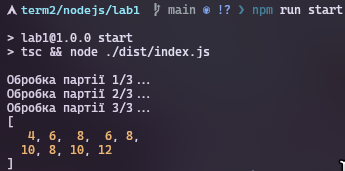 term2/nodejs/lab1 main !? ❯ npm run start
> lab1@1.0.0 start
> tsc && node ./dist/index.js
Обробка партії 1/3...
Обробка партії 2/3...
Обробка партії 3/3...
[
4, 6, 8, 6, 8,
10, 8, 10, 12
]